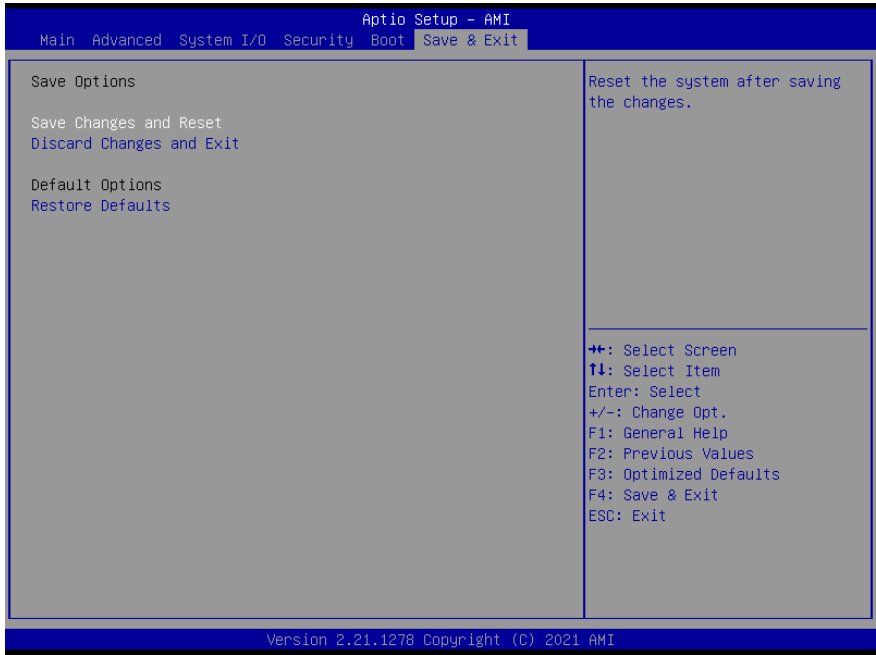 Aptio Setup – AMI
Main Advanced System I/O Security Boot Save & Exit
Save Options
Save Changes and Reset
Discard Changes and Exit
Default Options
Restore Defaults
Reset the system after saving
the changes.
→←: Select Screen
↑↓: Select Item
Enter: Select
+/-: Change Opt.
F1: General Help
F2: Previous Values
F3: Optimized Defaults
F4: Save & Exit
ESC: Exit
Version 2.21.1278 Copyright (C) 2021 AMI